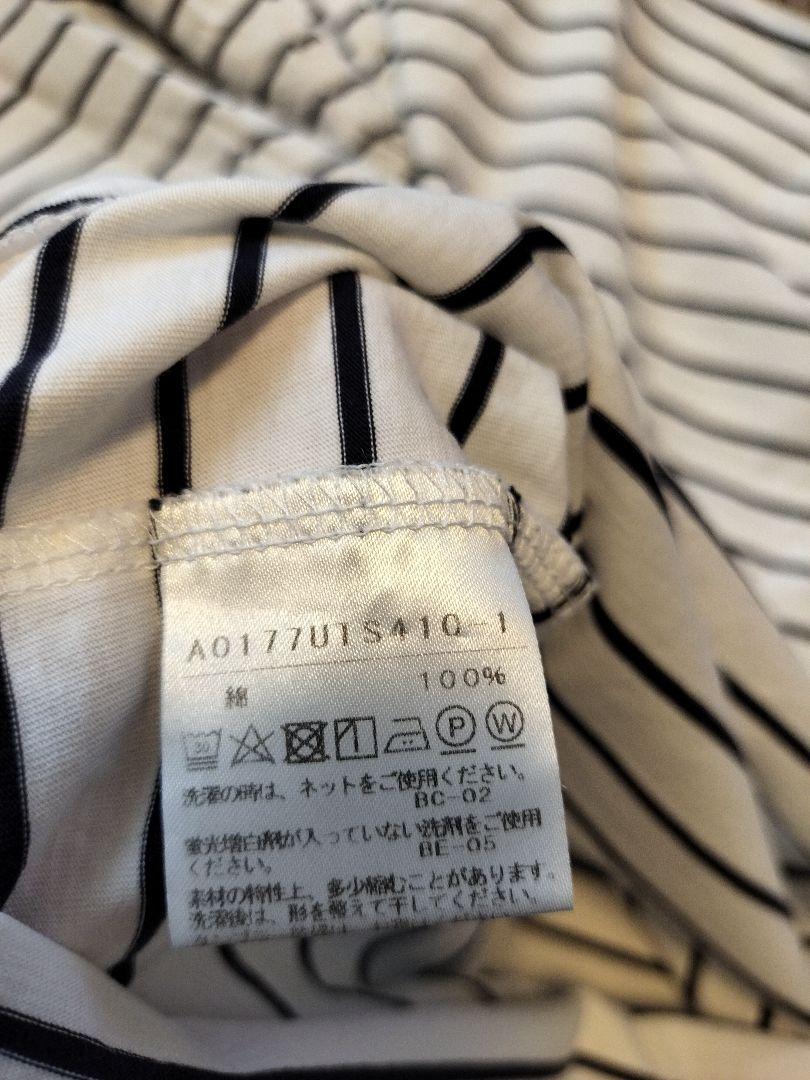 A0177UTS410-1
綿 100%
30 P W
洗濯の時は、ネットをご使用ください。
BC-02
蛍光増白剤が入っていない洗剤をご使用
BE-05
ください。
素材の特性上、多少縮むことがあります。
洗濯後は、形を整えて干してください。